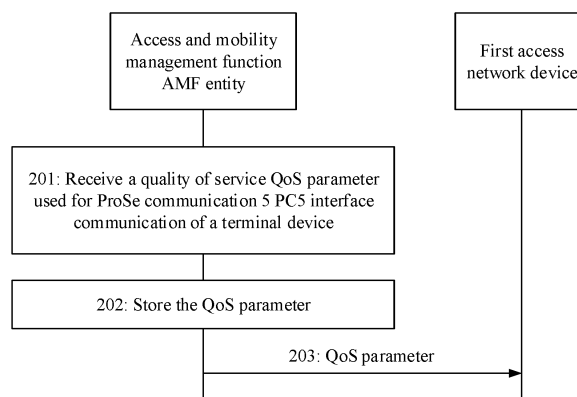 Access and mobility
management function
AMF entity
First access
network device
201: Receive a quality of service QoS parameter
used for ProSe communication 5 PC5 interface
communication of a terminal device
202: Store the QoS parameter
203: QoS parameter